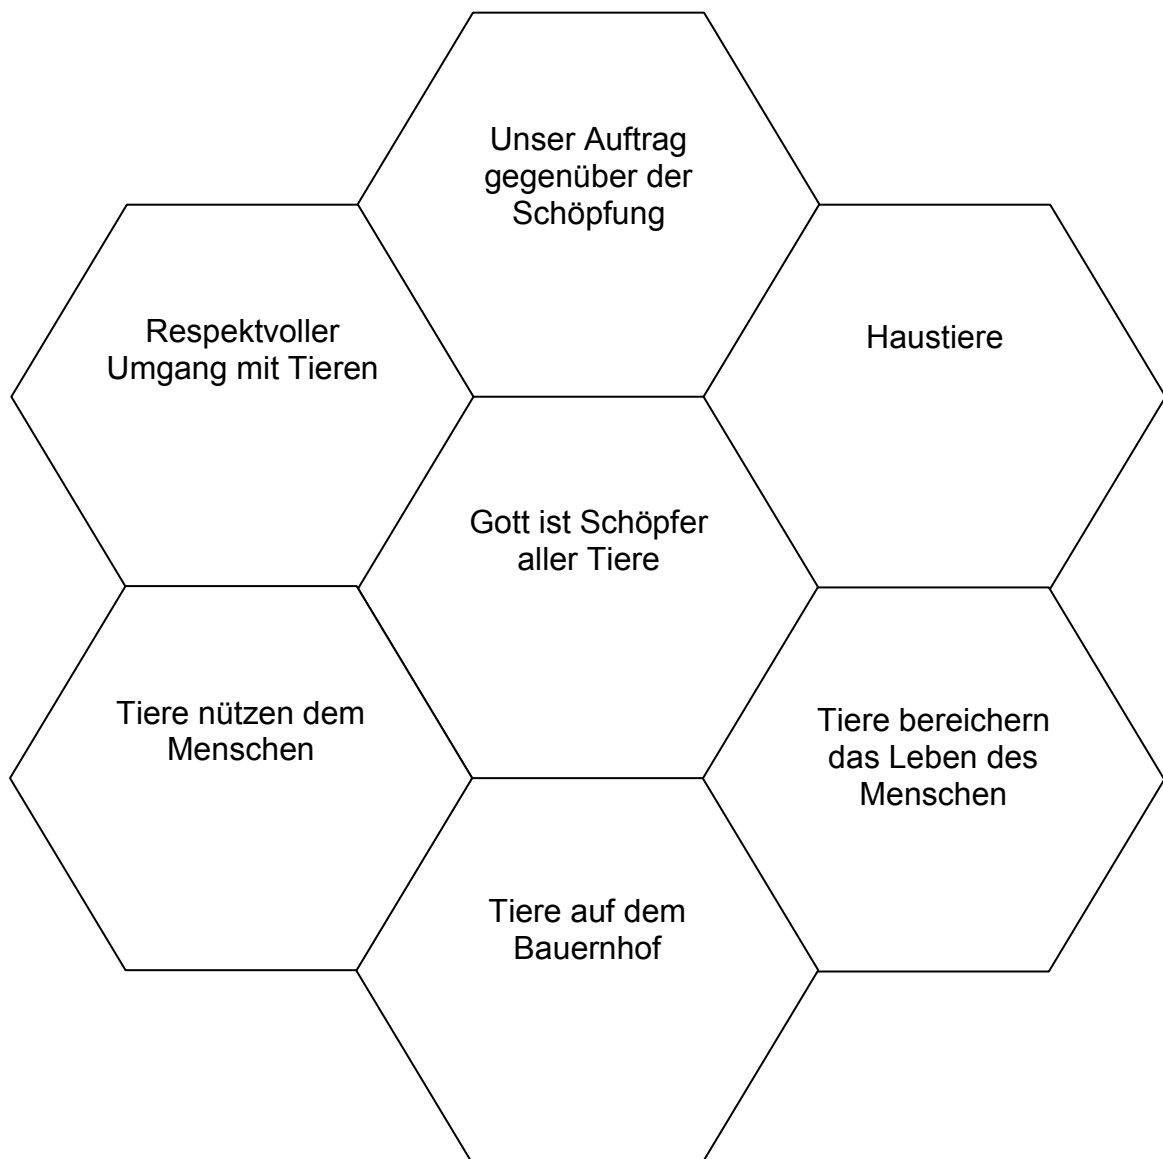 Unser Auftrag
gegenüber der
Schöpfung
Respektvoller
Umgang mit Tieren
Haustiere
Gott ist Schöpfer
aller Tiere
Tiere nützen dem
Menschen
Tiere bereichern
das Leben des
Menschen
Tiere auf dem
Bauernhof